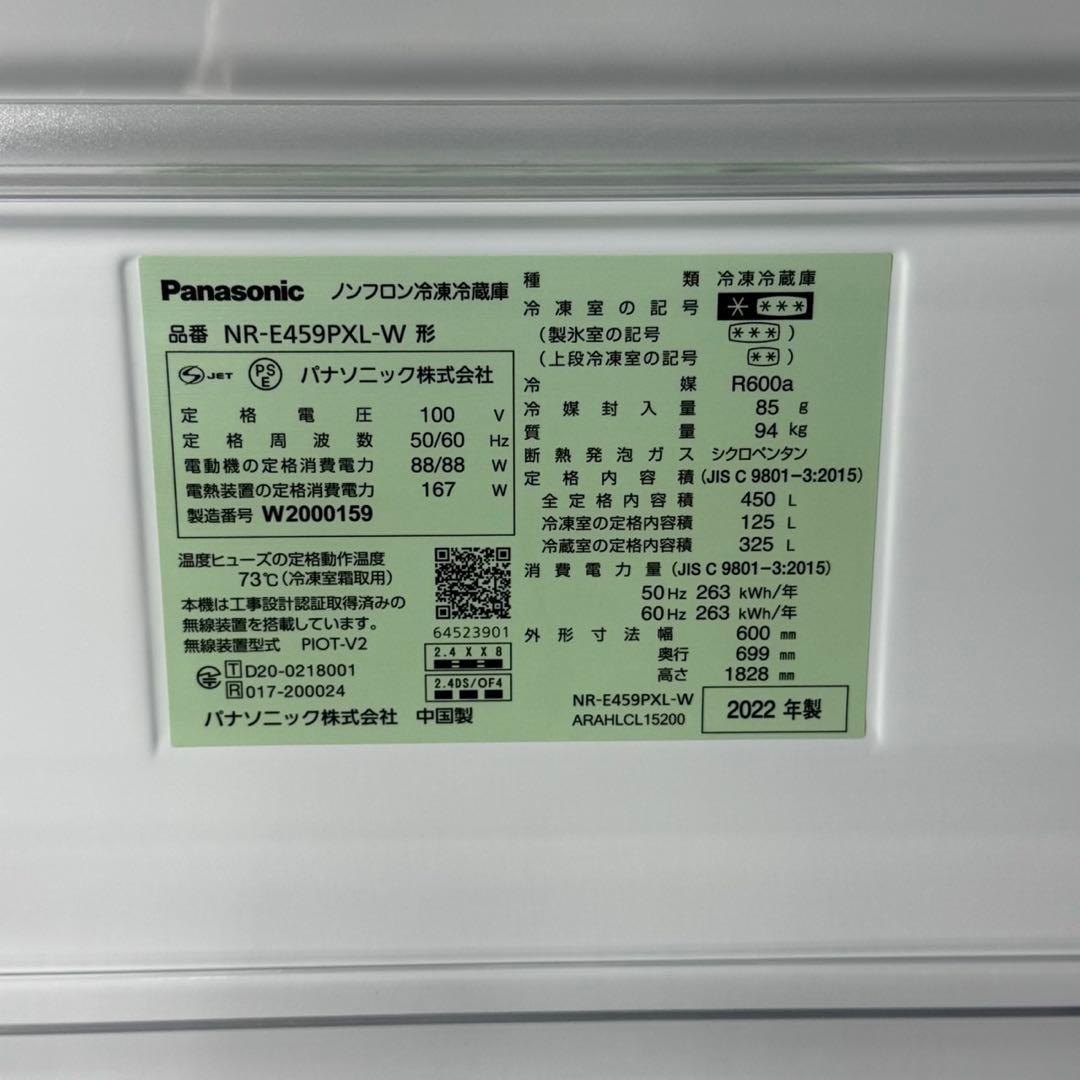 Panasonic ノンフロン冷凍冷蔵庫
品番 NR-E459PXL-W 形
S JET PSE パナソニック株式会社
定格電圧 100 V
定格周波数 50/60 Hz
電動機の定格消費電力 88/88 W
電熱装置の定格消費電力 167 W
製造番号 W2000159
温度ヒューズの定格動作温度
73℃(冷凍室霜取用)
本機は工事設計認証取得済みの
無線装置を搭載しています。
無線装置型式 PIOT-V2
T D20-0218001
R 017-200024
パナソニック株式会社 中国製
64523901
2.4 X X 8
2.4DS/OF4
種類 冷凍冷蔵庫
冷凍室の記号 * ***
(製氷室の記号 *** )
(上段冷凍室の記号 ** )
冷媒 R600a
冷媒封入量 85 g
質量 94 kg
断熱発泡ガス シクロペンタン
定格内容積 (JIS C 9801-3:2015)
全定格内容積 450 L
冷凍室の定格内容積 125 L
冷蔵室の定格内容積 325 L
消費電力量 (JIS C 9801-3:2015)
50Hz 263 kWh/年
60Hz 263 kWh/年
外形寸法 幅 600 mm
奥行 699 mm
高さ 1828 mm
NR-E459PXL-W
ARAHLCL15200
2022 年製